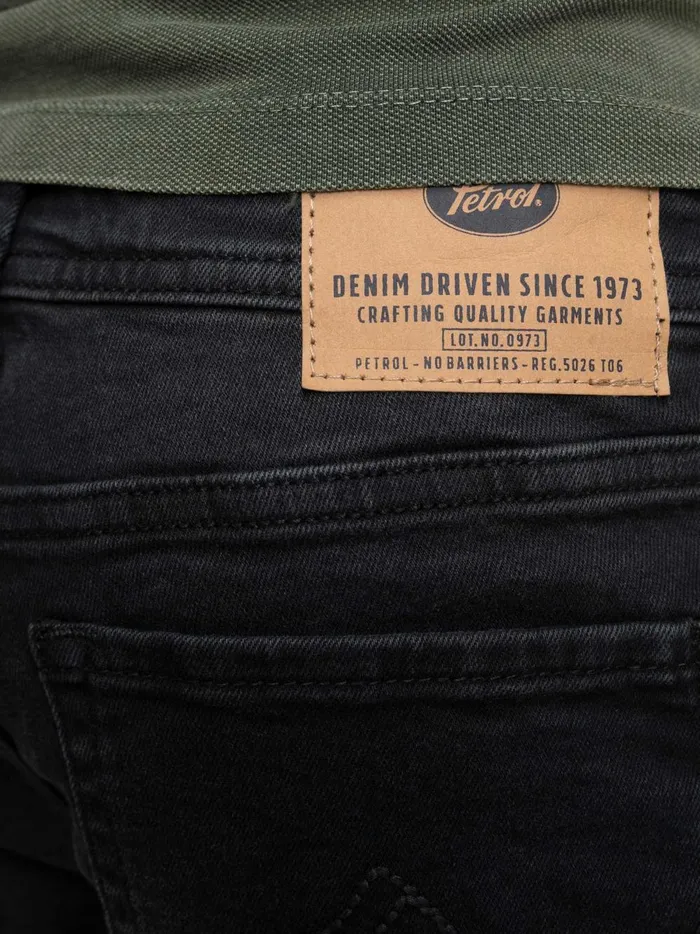 Petrol
DENIM DRIVEN SINCE 1973
CRAFTING QUALITY GARMENTS
LOT.NO.0973
PETROL - NO BARRIERS - REG.5026 T06